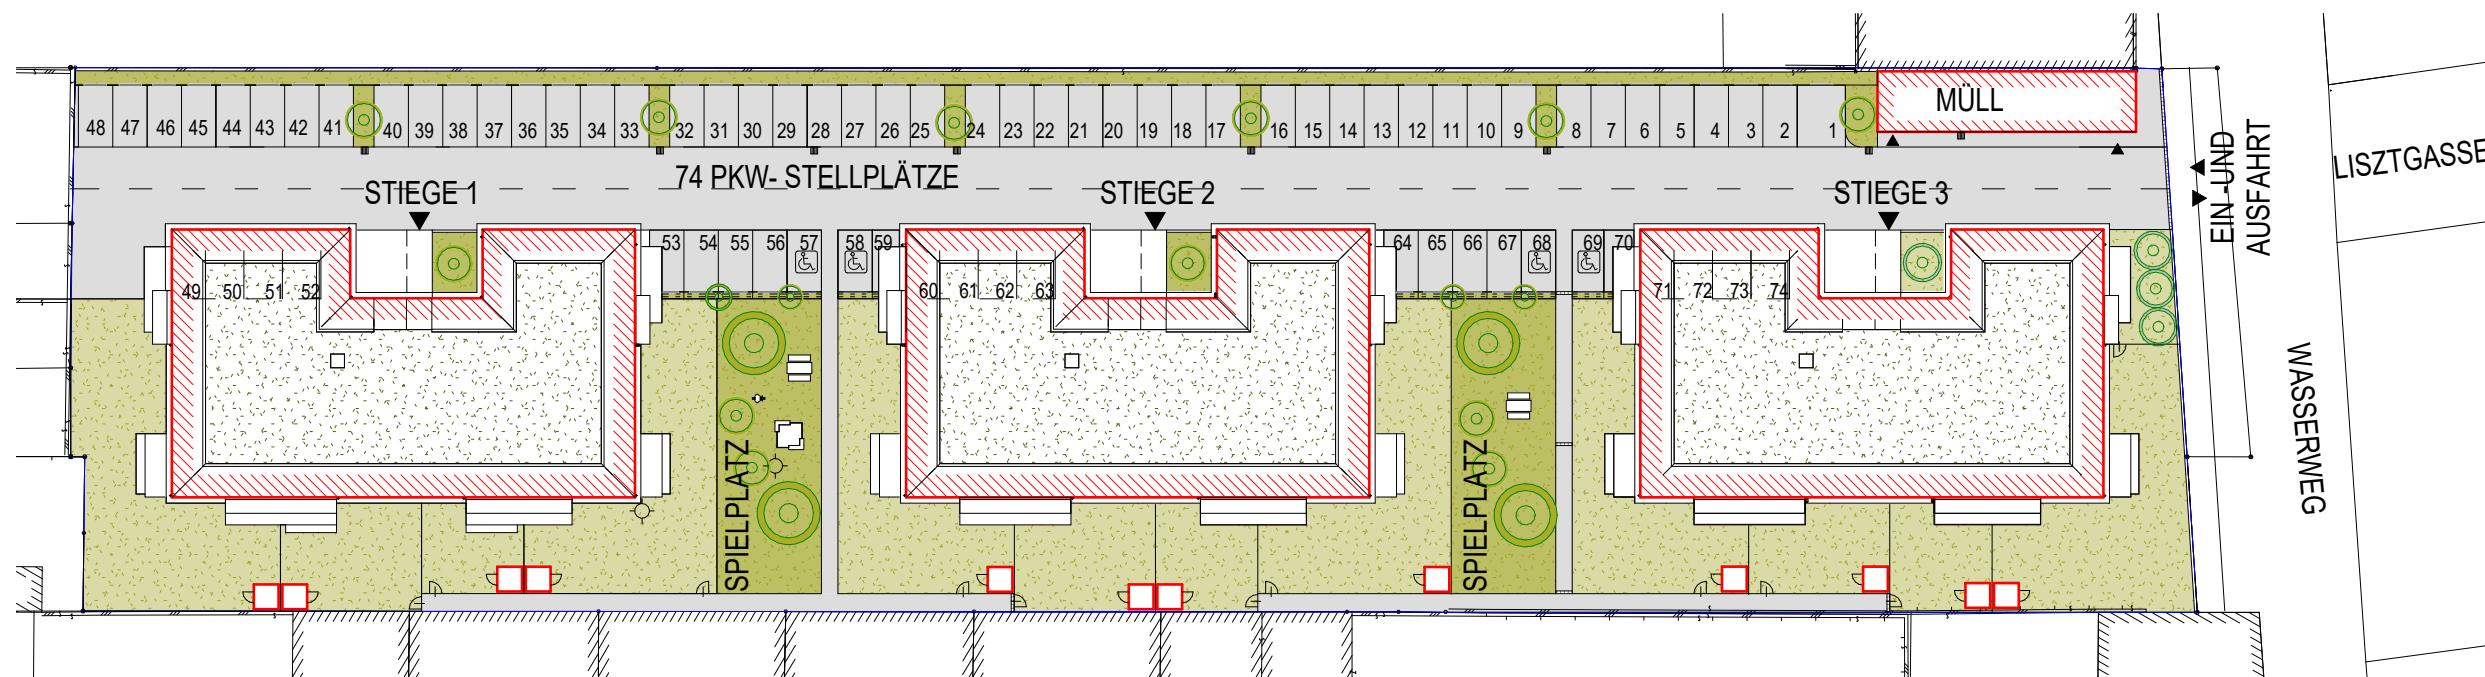 MÜLL
48 47 46 45 44 43 42 41 40 39 38 37 36 35 34 33 32 31 30 29 28 27 26 25 24 23 22 21 20 19 18 17 16 15 14 13 12 11 10 9 8 7 6 5 4 3 2 1
74 PKW- STELLPLÄTZE
STIEGE 1
STIEGE 2
STIEGE 3
EIN-UND
AUSFAHRT
LISZTGASSE
53 54 55 56 57 58 59
64 65 66 67 68 69 70
49 50 51 52
60 61 62 63
71 72 73 74
SPIELPLATZ
SPIELPLATZ
WASSERWEG